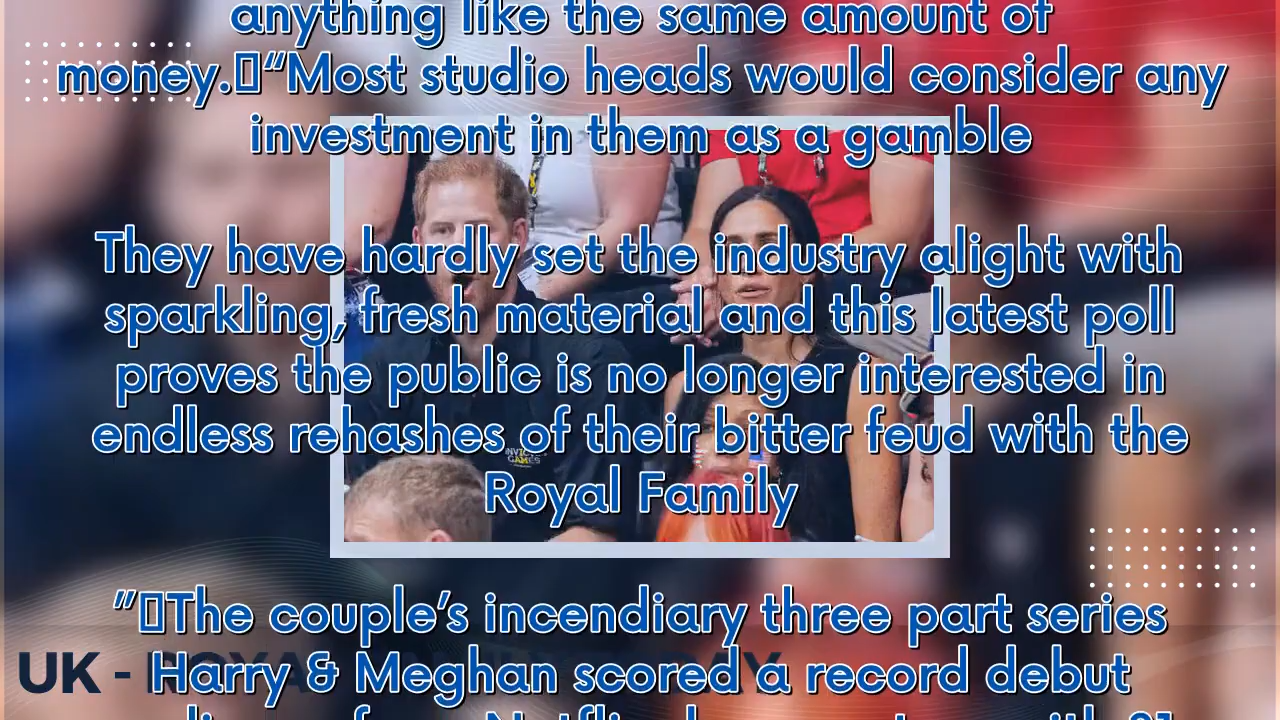 anything like the same amount of
money.▯“Most studio heads would consider any
investment in them as a gamble
They have hardly set the industry alight with
sparkling, fresh material and this latest poll
proves the public is no longer interested in
endless rehashes of their bitter feud with the
Royal Family
”▯The couple’s incendiary three part series
Harry & Meghan scored a record debut
INVICTUS
GAMES
UK - ROYAL